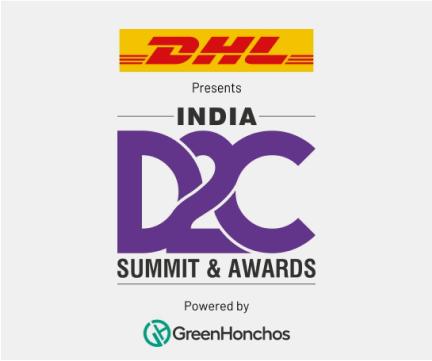 DHL
Presents
INDIA
D2C
SUMMIT & AWARDS
Powered by
GreenHonchos